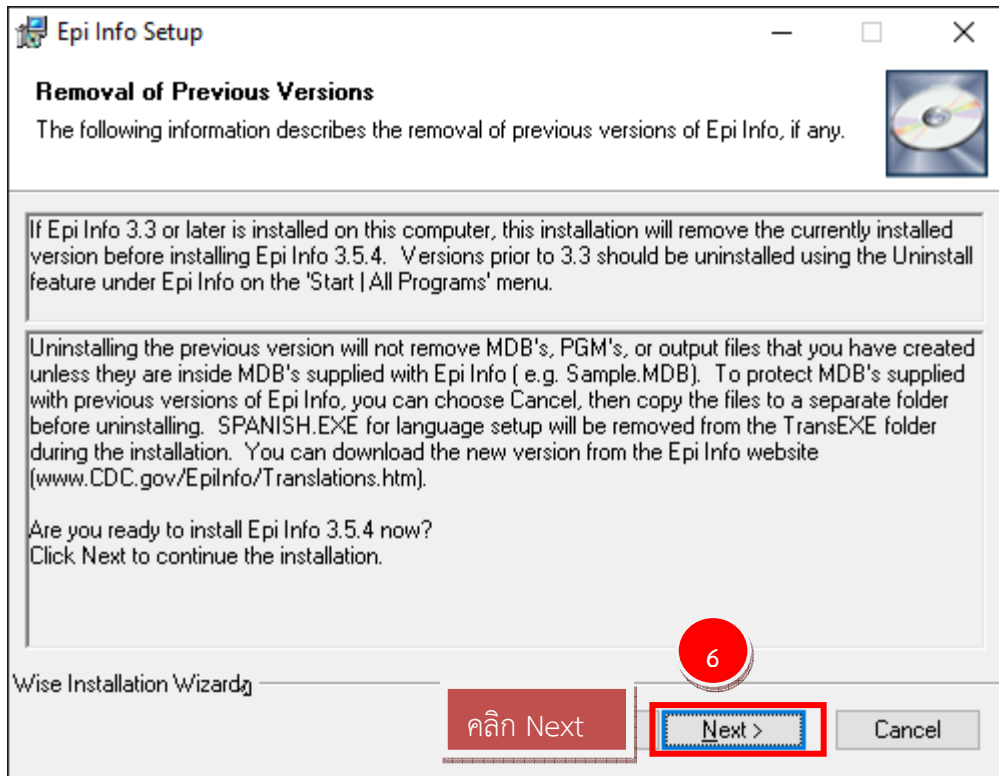 Epi Info Setup
Removal of Previous Versions
The following information describes the removal of previous versions of Epi Info, if any.
If Epi Info 3.3 or later is installed on this computer, this installation will remove the currently installed
version before installing Epi Info 3.5.4.  Versions prior to 3.3 should be uninstalled using the Uninstall
feature under Epi Info on the 'Start | All Programs' menu.
Uninstalling the previous version will not remove MDB's, PGM's, or output files that you have created
unless they are inside MDB's supplied with Epi Info ( e.g. Sample.MDB).  To protect MDB's supplied
with previous versions of Epi Info, you can choose Cancel, then copy the files to a separate folder
before uninstalling.  SPANISH.EXE for language setup will be removed from the TransEXE folder
during the installation.  You can download the new version from the Epi Info website
(www.CDC.gov/EpiInfo/Translations.htm).
Are you ready to install Epi Info 3.5.4 now?
Click Next to continue the installation.
6
Wise Installation Wizardฎ
คลิก Next
Next >
Cancel